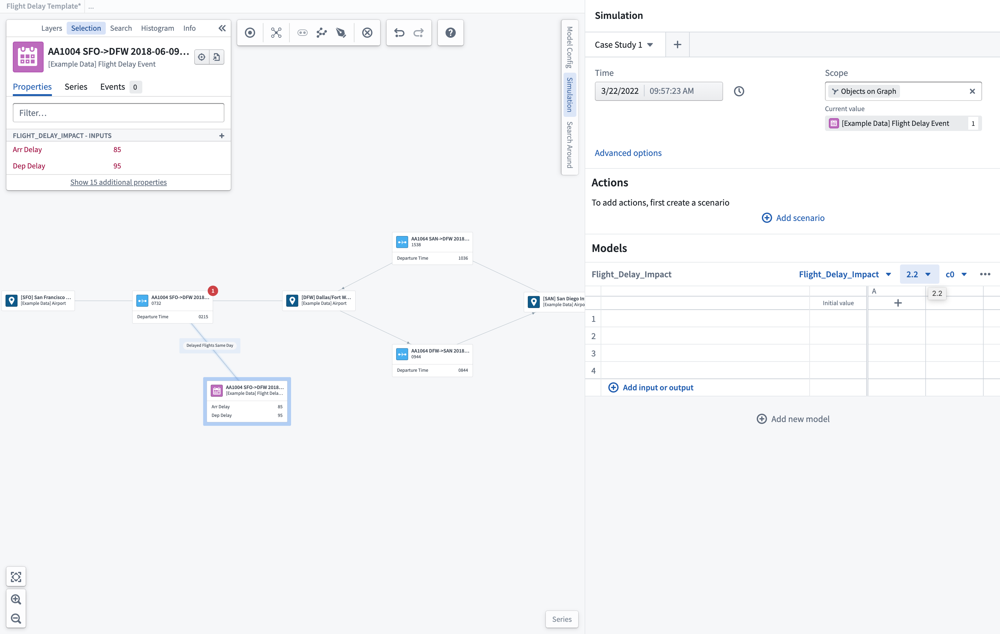 Flight Delay Template*
...
Layers
Selection
Search
Histogram
Info
AA1004 SFO->DFW 2018-06-09...
[Example Data] Flight Delay Event
Properties
Series
Events 0
Filter...
FLIGHT_DELAY_IMPACT - INPUTS
Arr Delay 85
Dep Delay 95
Show 15 additional properties
Model Config
Simulation
Search Around
[SFO] San Francisco ...
[Example Data] Airport
1
AA1004 SFO->DFW 2018...
0732
Departure Time 0215
Delayed Flights Same Day
AA1004 SFO->DFW 2018...
[Example Data] Flight Dela...
Arr Delay 85
Dep Delay 95
[DFW] Dallas/Fort W...
[Example Data] Airport
AA1064 SAN->DFW 2018...
1538
Departure Time 1036
AA1064 DFW->SAN 2018...
0944
Departure Time 0844
[SAN] San Diego In
[Example Data] Airpo
Series
Simulation
Case Study 1
Time
3/22/2022 09:57:23 AM
Scope
Objects on Graph
Current value
[Example Data] Flight Delay Event 1
Advanced options
Actions
To add actions, first create a scenario
Add scenario
Models
Flight_Delay_Impact
Flight_Delay_Impact
2.2
c0
A
2.2
Initial value
1
2
3
4
Add input or output
Add new model